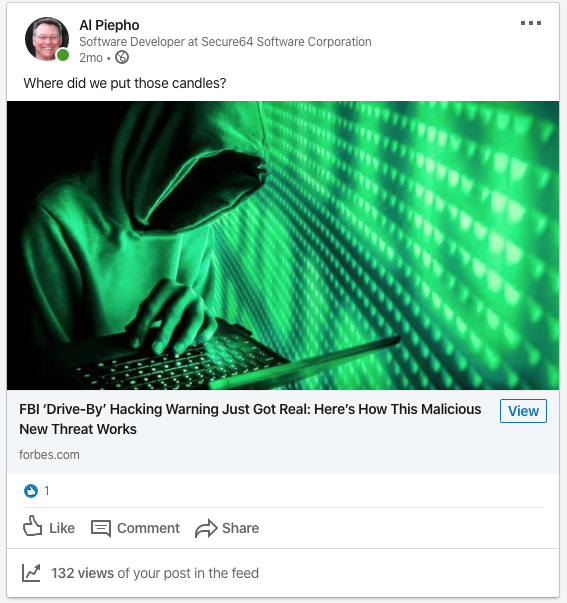 Al Piepho
Software Developer at Secure64 Software Corporation
2mo •
Where did we put those candles?
FBI ‘Drive-By’ Hacking Warning Just Got Real: Here’s How This Malicious
New Threat Works
View
forbes.com
1
Like Comment Share
132 views of your post in the feed